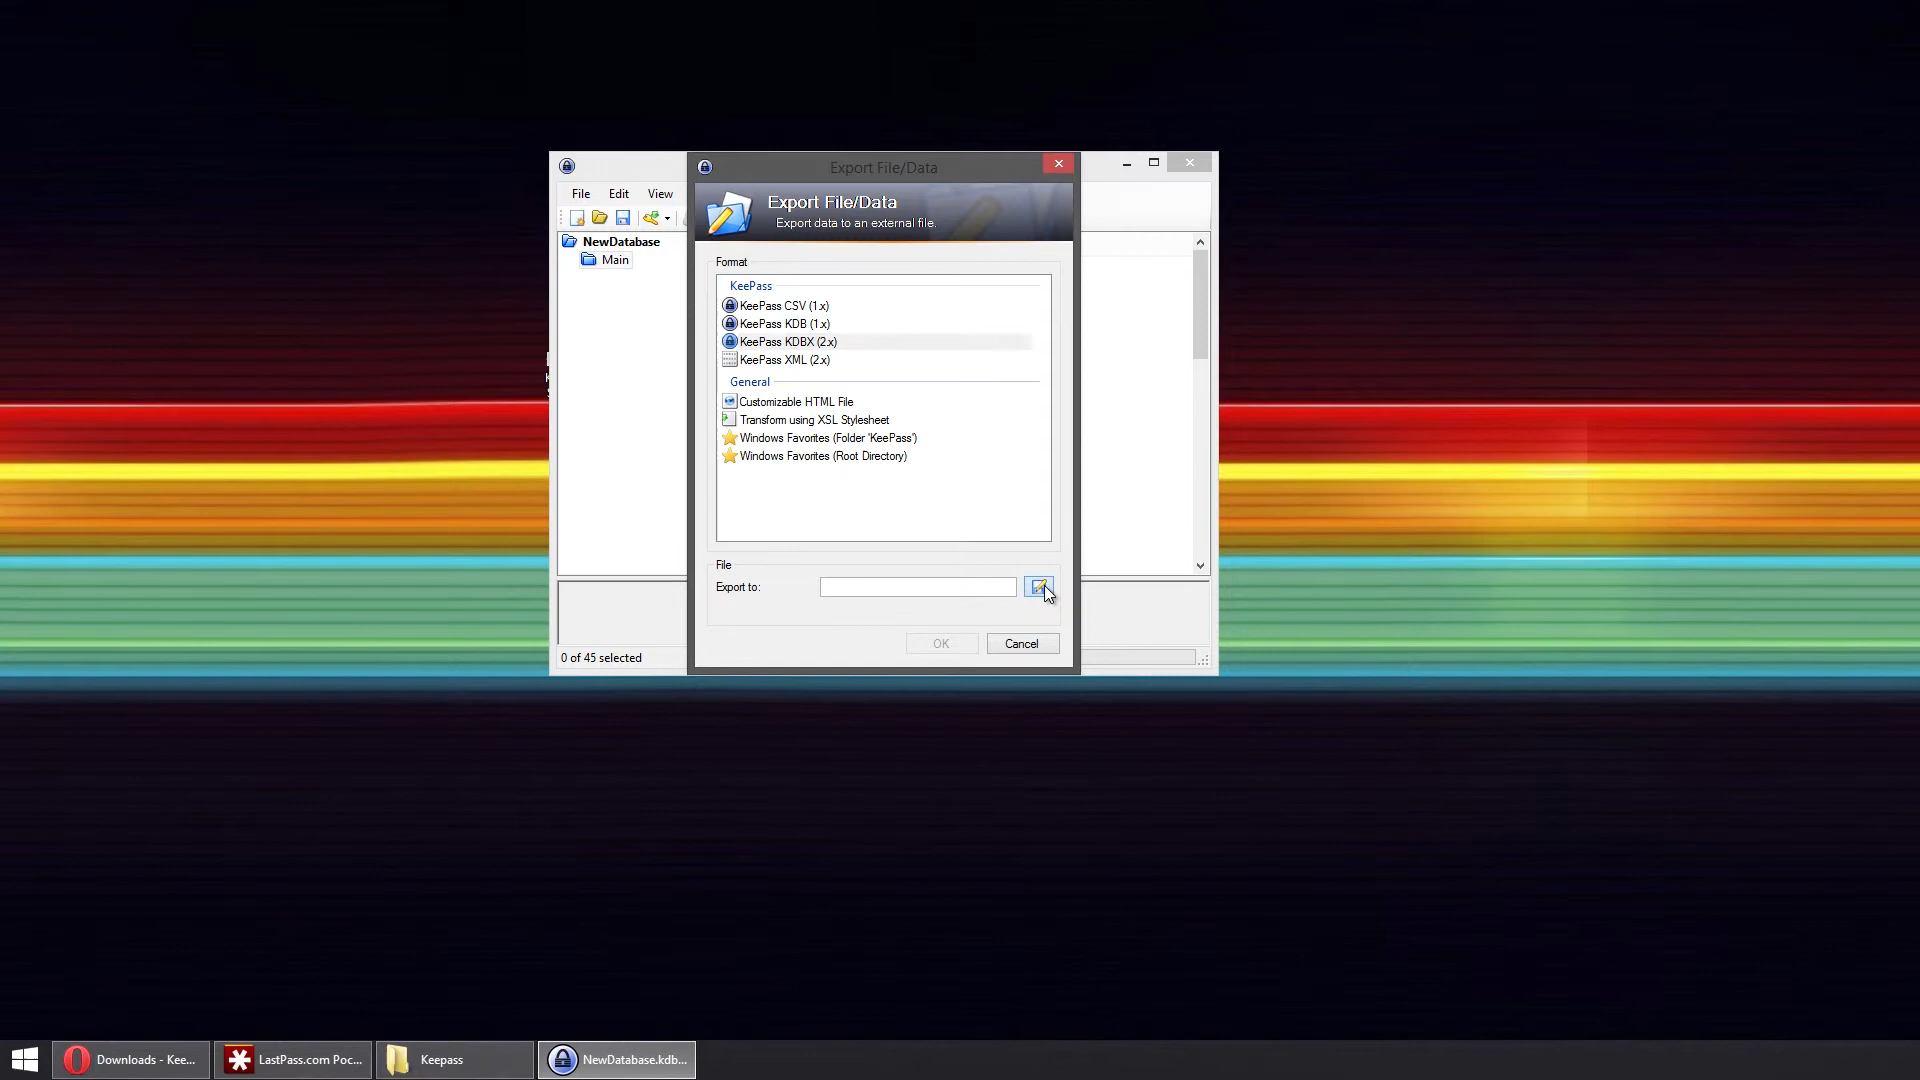 Export File/Data
File Edit View
Export File/Data
Export data to an external file.
NewDatabase
Main
Format
KeePass
KeePass CSV (1.x)
KeePass KDB (1.x)
KeePass KDBX (2.x)
KeePass XML (2.x)
General
Customizable HTML File
Transform using XSL Stylesheet
Windows Favorites (Folder 'KeePass')
Windows Favorites (Root Directory)
File
Export to:
OK Cancel
0 of 45 selected
Downloads - Kee... LastPass.com Poc... Keepass NewDatabase.kdb...